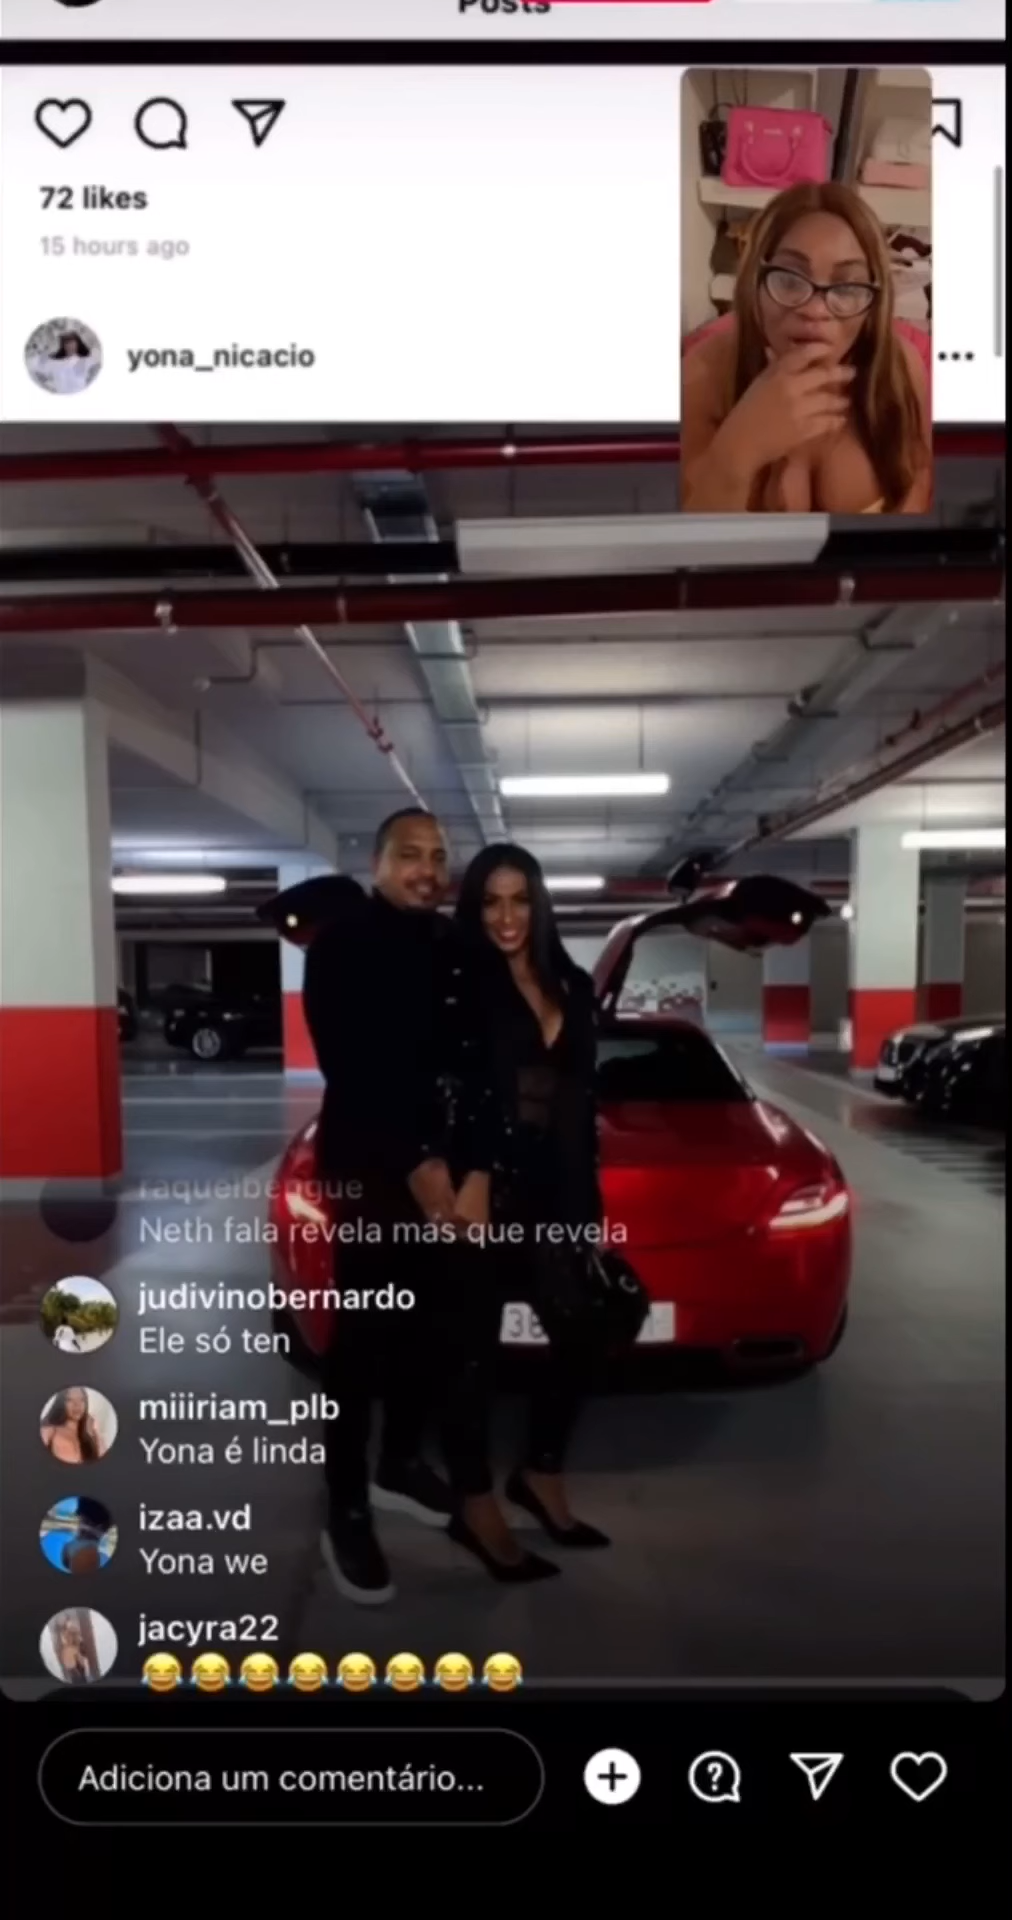 Posts
72 likes
15 hours ago
yona_nicacio
raquelbengue
Neth fala revela mas que revela
judivinobernardo
Ele só ten
miiiriam_plb
Yona é linda
izaa.vd
Yona we
jacyra22
😂😂😂😂😂😂😂😂
Adiciona um comentário...